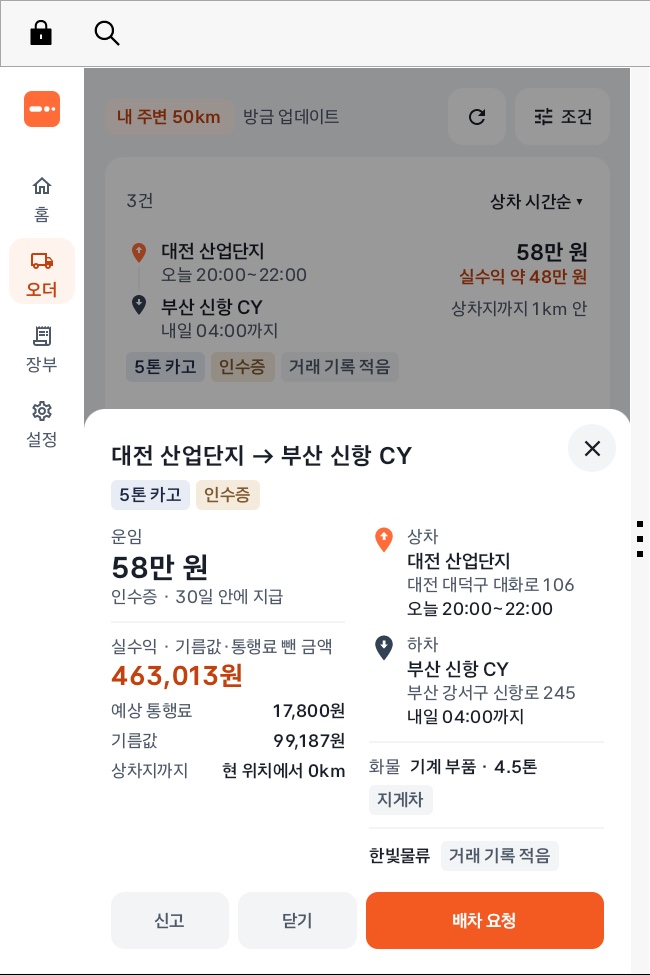 내 주변 50km
방금 업데이트
조건
홈
오더
장부
설정
3건
상차 시간순
대전 산업단지
오늘 20:00~22:00
58만 원
실수익 약 48만 원
부산 신항 CY
내일 04:00까지
상차지까지 1km 안
5톤 카고
인수증
거래 기록 적음
대전 산업단지 → 부산 신항 CY
5톤 카고
인수증
운임
58만 원
인수증 · 30일 안에 지급
실수익 · 기름값·통행료 뺀 금액
463,013원
예상 통행료 17,800원
기름값 99,187원
상차지까지 현 위치에서 0km
상차
대전 산업단지
대전 대덕구 대화로 106
오늘 20:00~22:00
하차
부산 신항 CY
부산 강서구 신항로 245
내일 04:00까지
화물 기계 부품 · 4.5톤
지게차
한빛물류 거래 기록 적음
신고
닫기
배차 요청